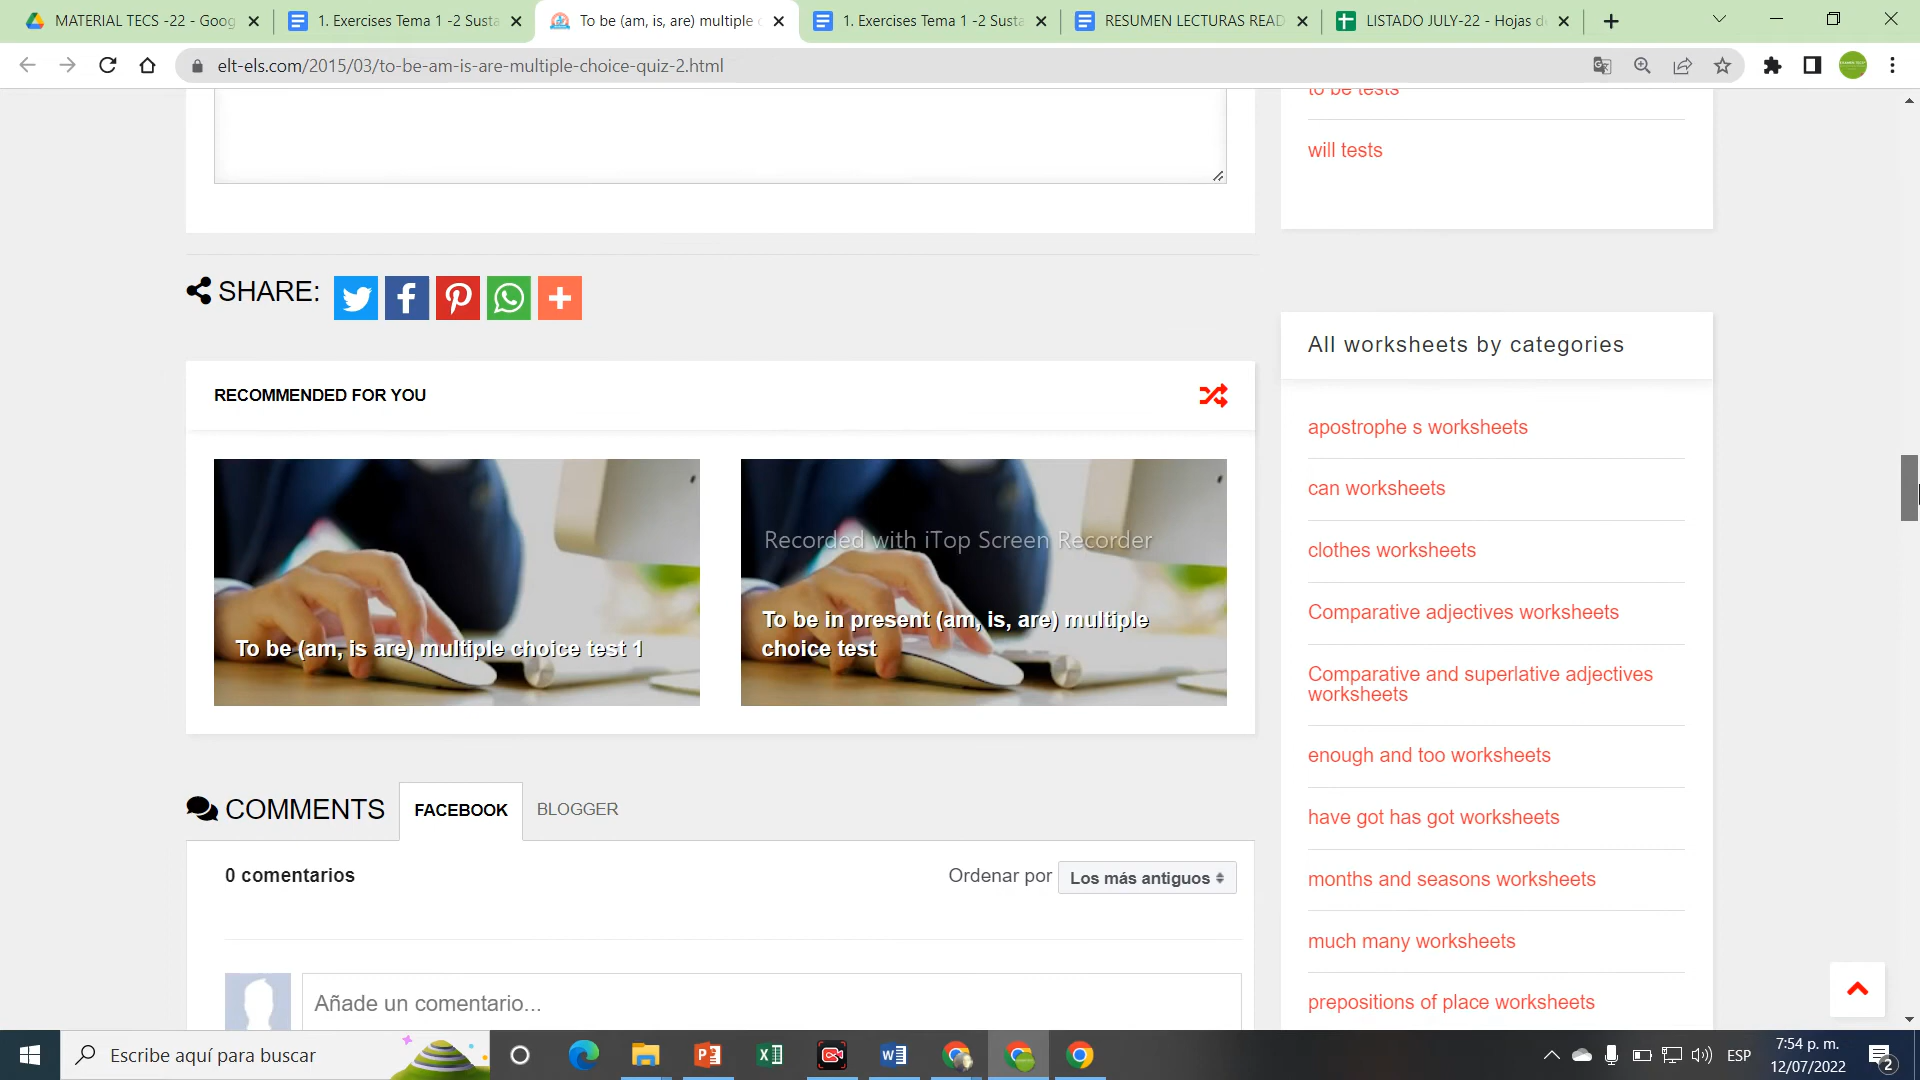 MATERIAL TECS -22 - Goog
1. Exercises Tema 1 -2 Susta
To be (am, is, are) multiple c
1. Exercises Tema 1 -2 Susta
RESUMEN LECTURAS READ
LISTADO JULY-22 - Hojas d
elt-els.com/2015/03/to-be-am-is-are-multiple-choice-quiz-2.html
to be tests
will tests
SHARE:
All worksheets by categories
RECOMMENDED FOR YOU
apostrophe s worksheets
can worksheets
clothes worksheets
Comparative adjectives worksheets
Comparative and superlative adjectives
worksheets
enough and too worksheets
have got has got worksheets
months and seasons worksheets
much many worksheets
prepositions of place worksheets
Recorded with iTop Screen Recorder
To be (am, is are) multiple choice test 1
To be in present (am, is, are) multiple
choice test
COMMENTS
FACEBOOK
BLOGGER
0 comentarios
Ordenar por
Los más antiguos
Añade un comentario...
Escribe aquí para buscar
ESP
7:54 p. m.
12/07/2022
2